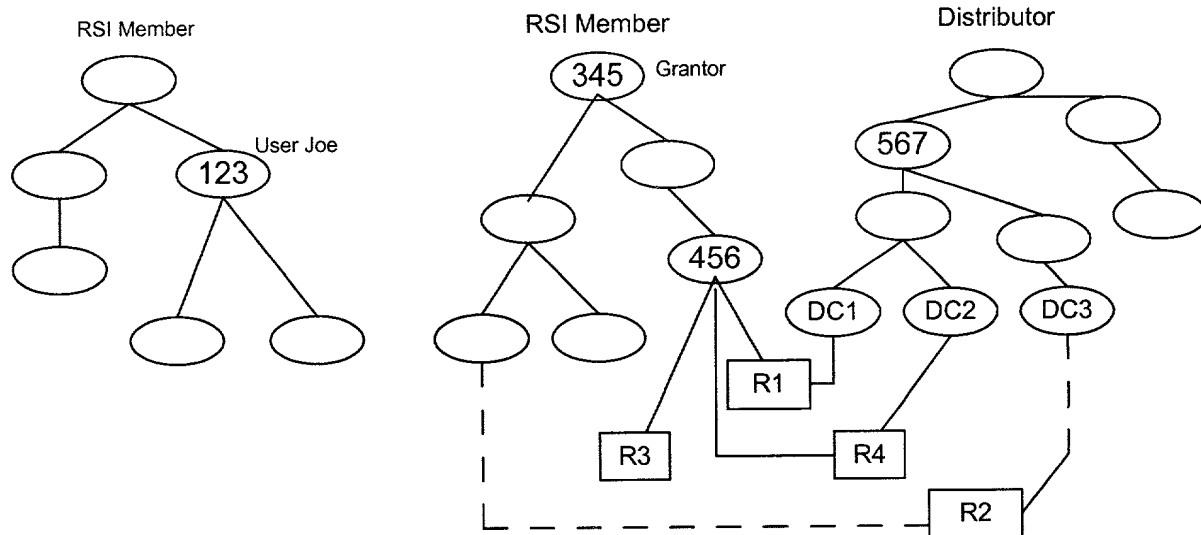 RSI Member
RSI Member
Distributor
345
Grantor
User Joe
123
567
456
DC1
DC2
DC3
R1
R3
R4
R2